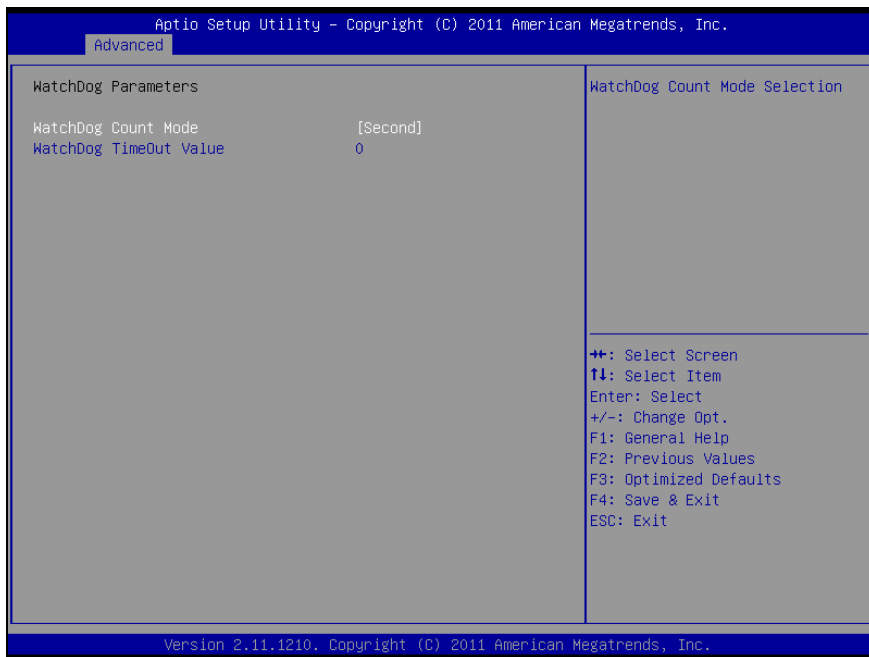 Aptio Setup Utility – Copyright (C) 2011 American Megatrends, Inc.
Advanced
WatchDog Parameters
WatchDog Count Mode [Second]
WatchDog TimeOut Value 0
WatchDog Count Mode Selection
→←: Select Screen
↑↓: Select Item
Enter: Select
+/-: Change Opt.
F1: General Help
F2: Previous Values
F3: Optimized Defaults
F4: Save & Exit
ESC: Exit
Version 2.11.1210. Copyright (C) 2011 American Megatrends, Inc.